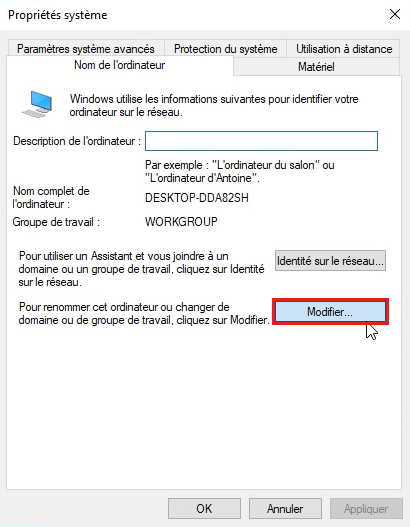 Propriétés système
Paramètres système avancés
Protection du système
Utilisation à distance
Nom de l'ordinateur
Matériel
Windows utilise les informations suivantes pour identifier votre
ordinateur sur le réseau.
Description de l'ordinateur :
Par exemple : "L'ordinateur du salon" ou
"L'ordinateur d'Antoine".
Nom complet de
l'ordinateur :
DESKTOP-DDA82SH
Groupe de travail :
WORKGROUP
Pour utiliser un Assistant et vous joindre à un
domaine ou un groupe de travail, cliquez sur Identité
sur le réseau.
Identité sur le réseau...
Pour renommer cet ordinateur ou changer de
domaine ou de groupe de travail, cliquez sur Modifier.
Modifier...
OK
Annuler
Appliquer